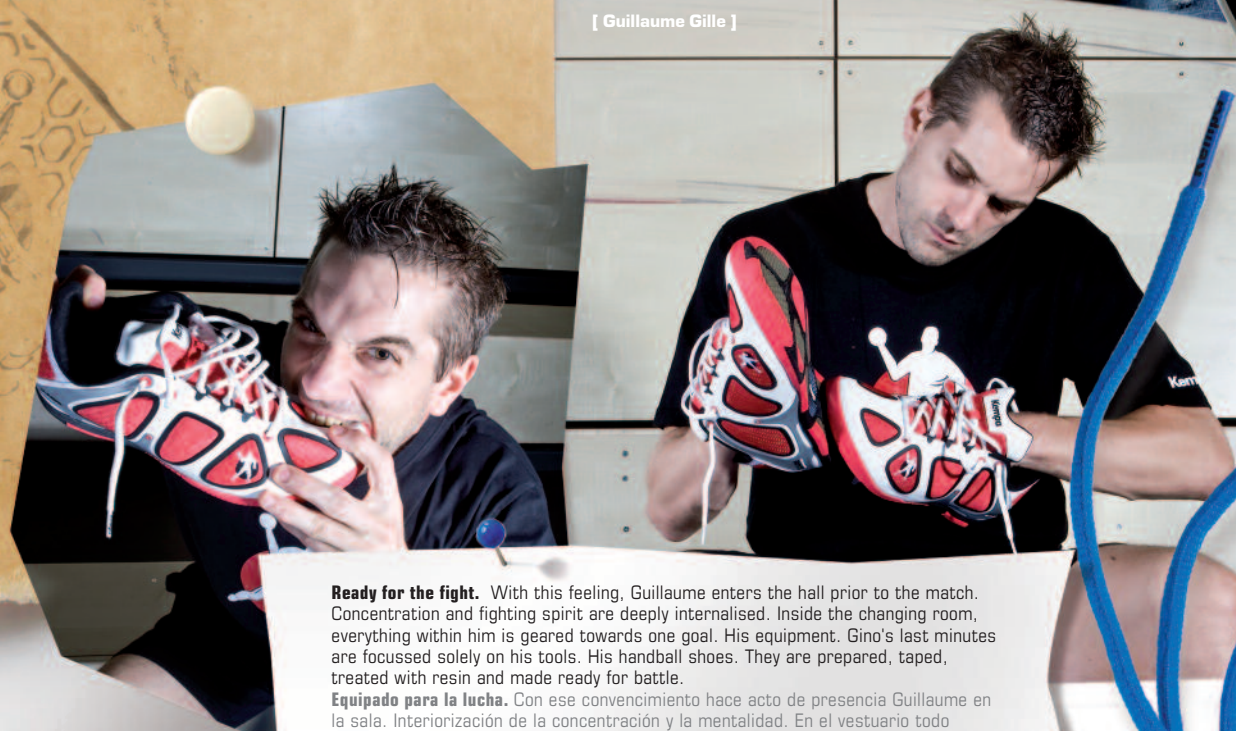 [ Guillaume Gille ]
Kempa
Kempa
Ready for the fight. With this feeling, Guillaume enters the hall prior to the match.
Concentration and fighting spirit are deeply internalised. Inside the changing room,
everything within him is geared towards one goal. His equipment. Gino's last minutes
are focussed solely on his tools. His handball shoes. They are prepared, taped,
treated with resin and made ready for battle.
Equipado para la lucha. Con ese convencimiento hace acto de presencia Guillaume en
la sala. Interiorización de la concentración y la mentalidad. En el vestuario todo